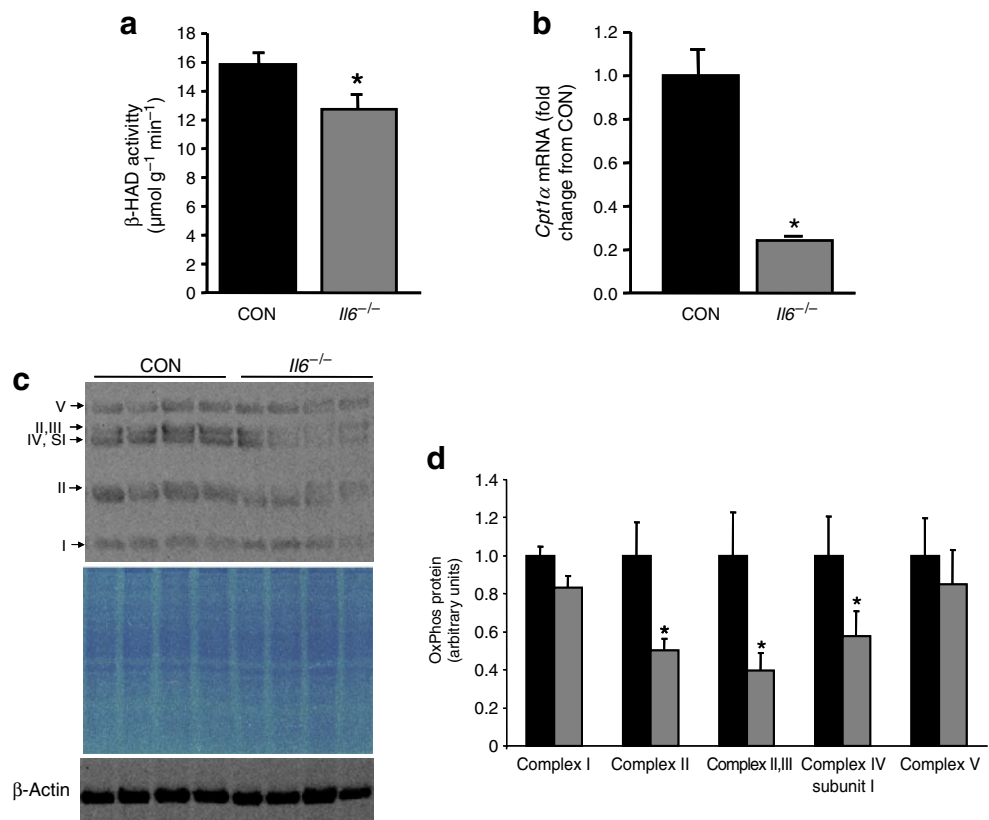 a
β-HAD activitty
(µmol g⁻¹ min⁻¹)
18
16
14
12
10
8
6
4
2
0
*
CON
Il6⁻/⁻
b
Cpt1α mRNA (fold
change from CON)
1.2
1.0
0.8
0.6
0.4
0.2
0.0
*
CON
Il6⁻/⁻
c
CON
Il6⁻/⁻
V
II,III
IV, SI
II
I
β-Actin
d
OxPhos protein
(arbitrary units)
1.4
1.2
1.0
0.8
0.6
0.4
0.2
0
*
*
*
Complex I
Complex II
Complex II,III
Complex IV
subunit I
Complex V